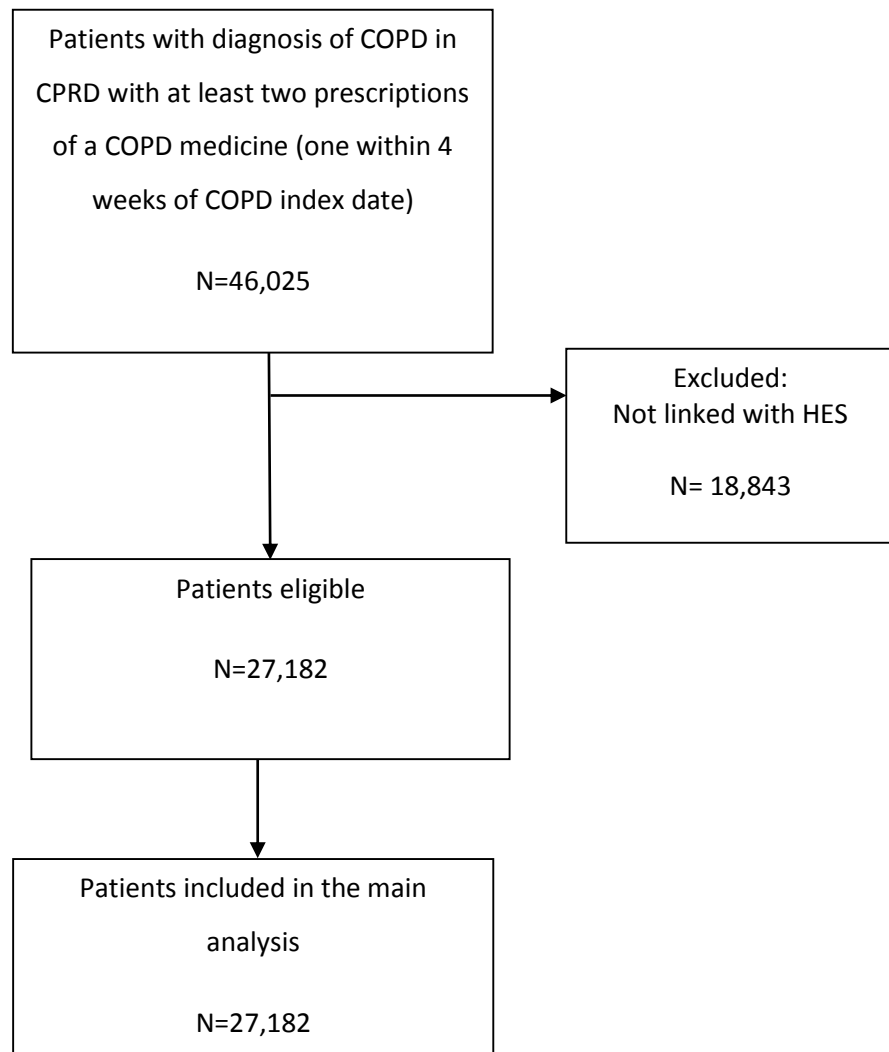 Patients with diagnosis of COPD in
CPRD with at least two prescriptions
of a COPD medicine (one within 4
weeks of COPD index date)
N=46,025
Excluded:
Not linked with HES
N= 18,843
Patients eligible
N=27,182
Patients included in the main
analysis
N=27,182